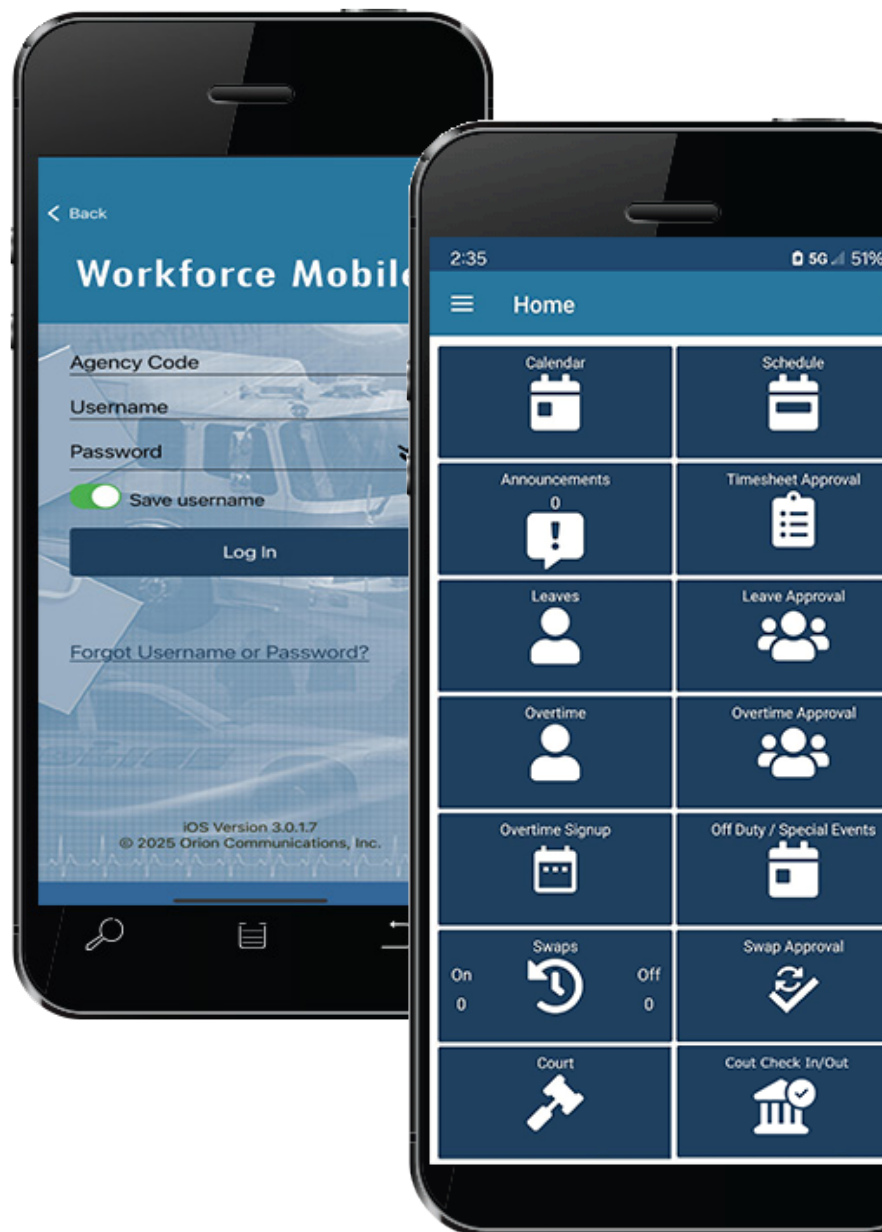 Back
Workforce Mobile
Agency Code
Username
Password
Save username
Log In
Forgot Username or Password?
iOS Version 3.0.1.7
© 2025 Orion Communications, Inc.
2:35 5G 51%
Home
Calendar
Schedule
Announcements
0
Timesheet Approval
Leaves
Leave Approval
Overtime
Overtime Approval
Overtime Signup
Off Duty / Special Events
Swaps
On Off
0 0
Swap Approval
Court
Cout Check In/Out